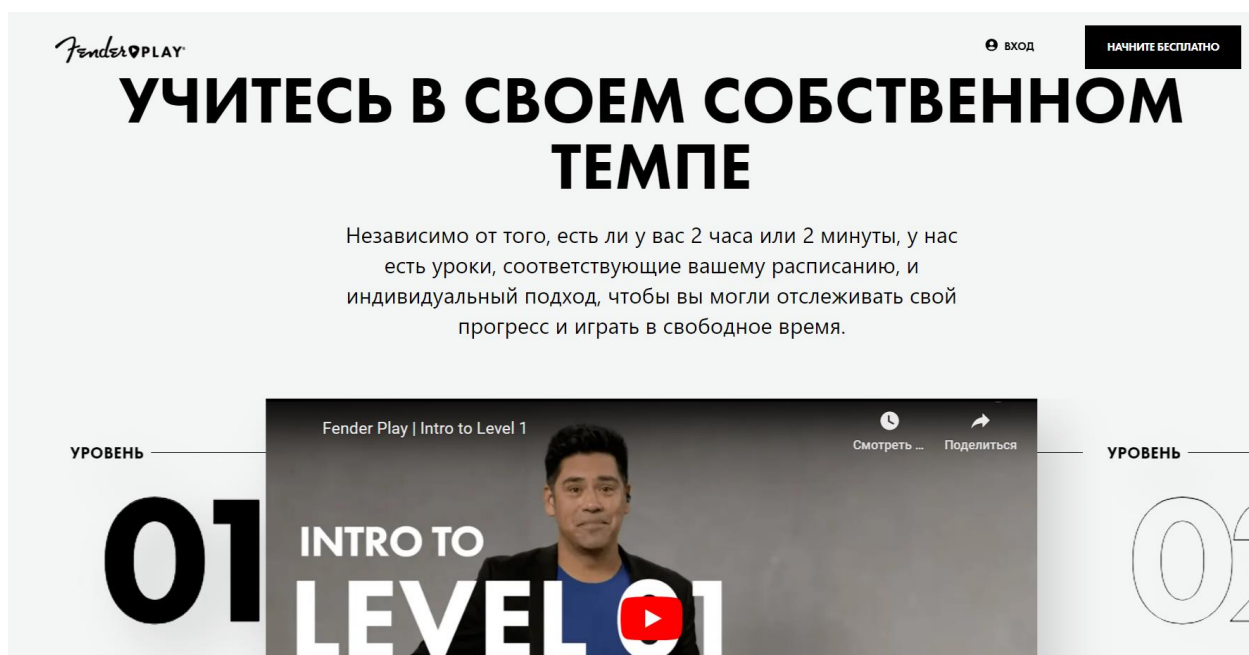 Fender PLAY
ВХОД
НАЧНИТЕ БЕСПЛАТНО
УЧИТЕСЬ В СВОЕМ СОБСТВЕННОМ
ТЕМПЕ
Независимо от того, есть ли у вас 2 часа или 2 минуты, у нас
есть уроки, соответствующие вашему расписанию, и
индивидуальный подход, чтобы вы могли отслеживать свой
прогресс и играть в свободное время.
Fender Play | Intro to Level 1
Смотреть ...
Поделиться
УРОВЕНЬ
01
INTRO TO
LEVEL 01
УРОВЕНЬ
02